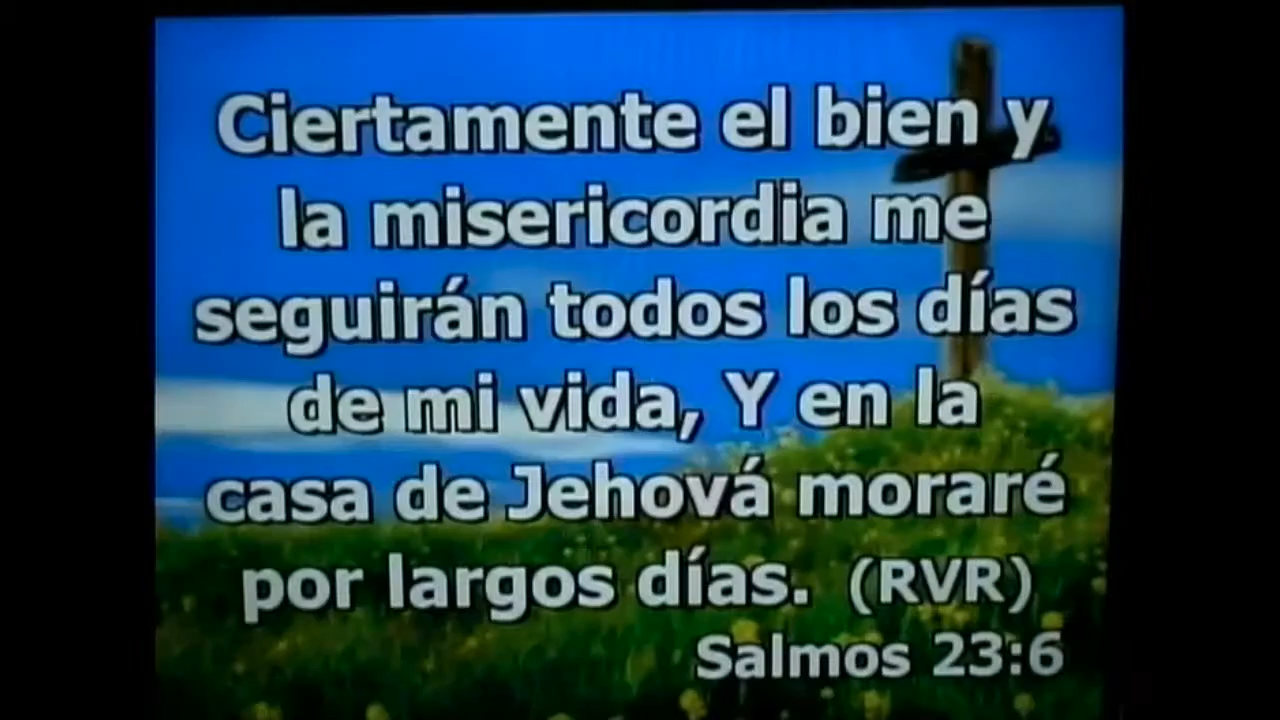 Ciertamente el bien y
la misericordia me
seguirán todos los días
de mi vida, Y en la
casa de Jehová moraré
por largos días. (RVR)
Salmos 23:6